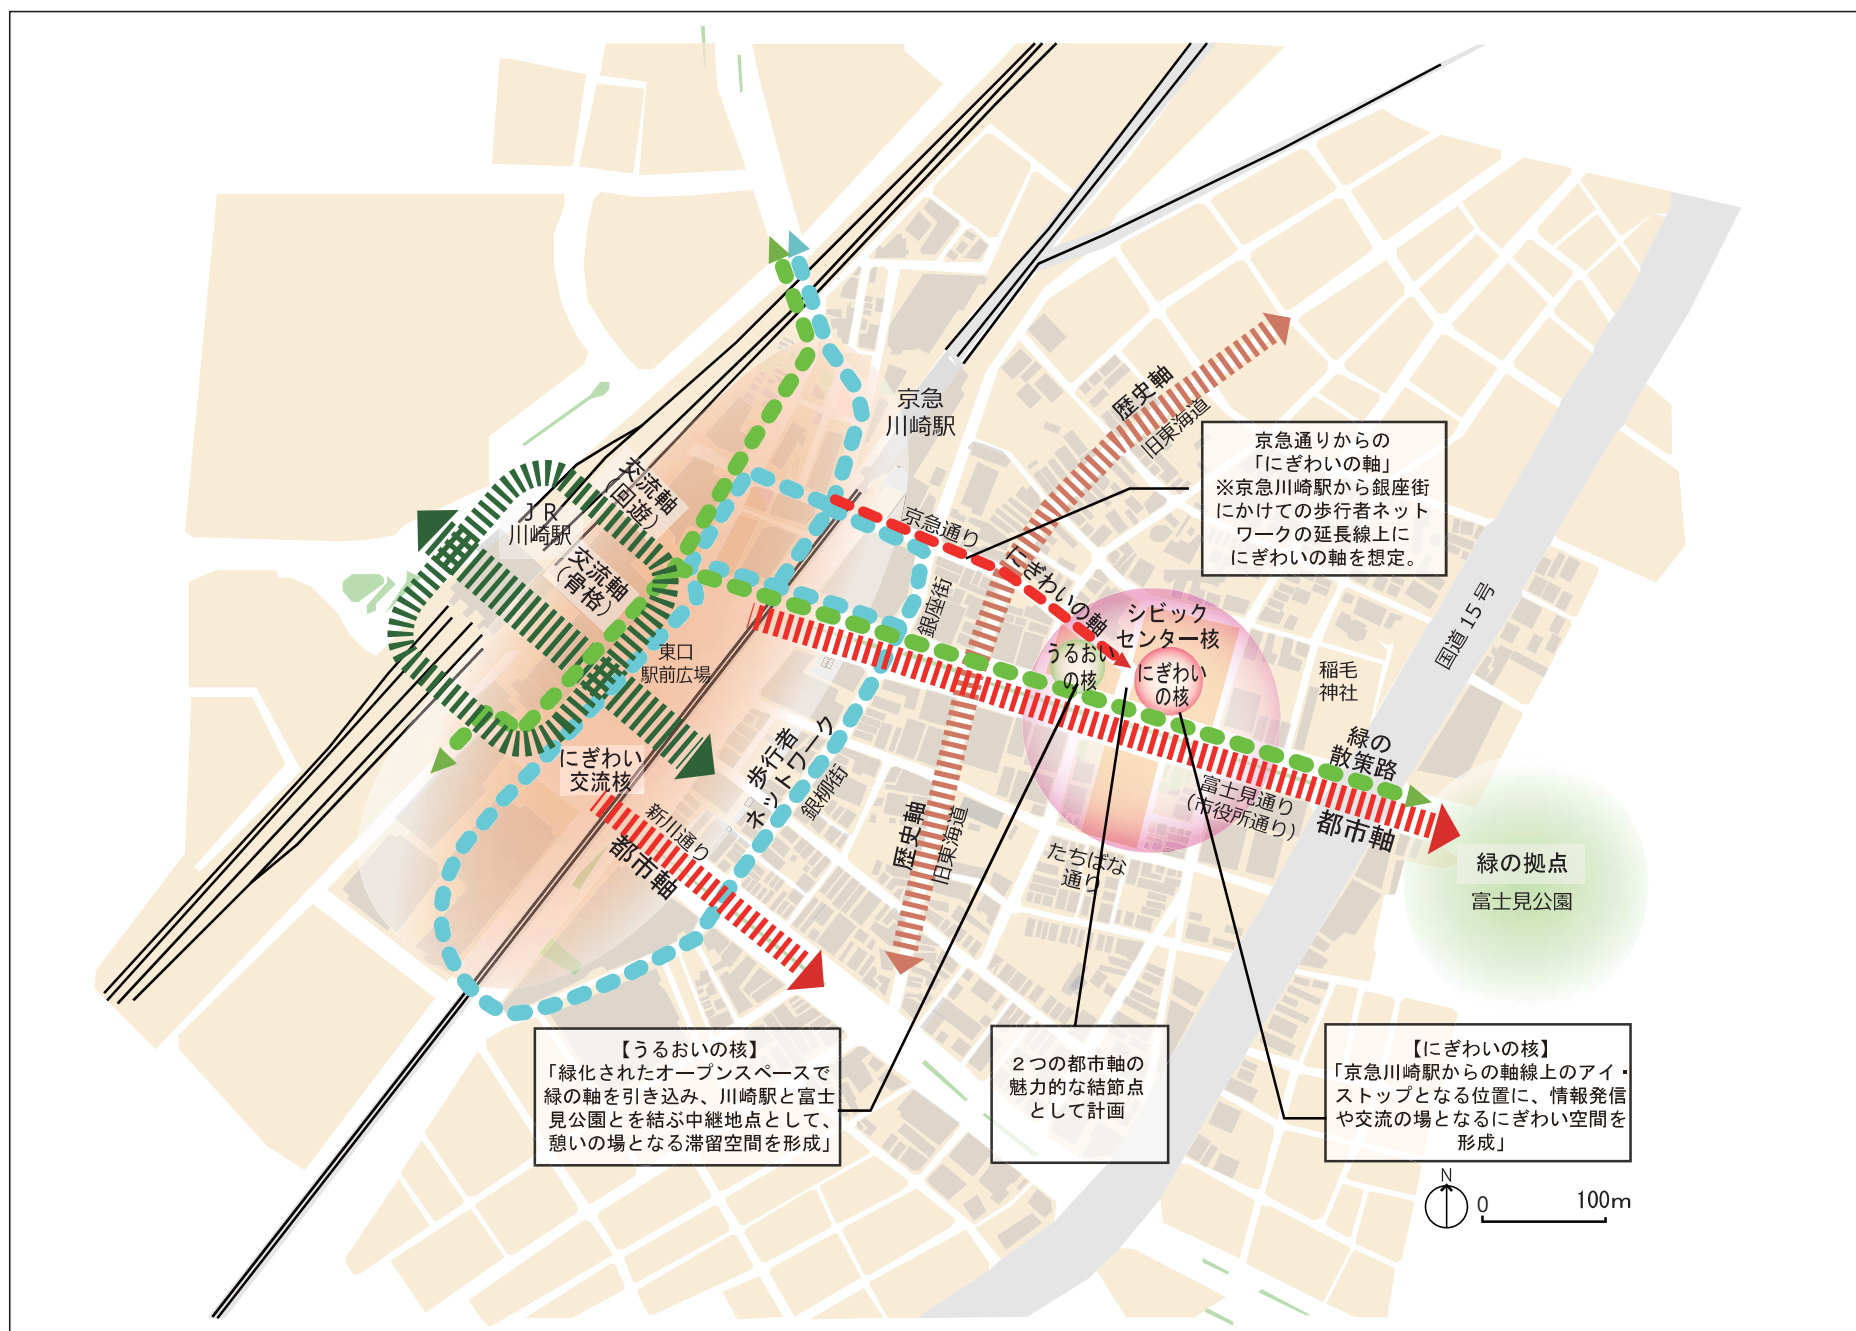 京急
川崎駅
歴史軸
旧東海道
京急通りからの
「にぎわいの軸」
※京急川崎駅から銀座街
にかけての歩行者ネット
ワークの延長線上に
にぎわいの軸を想定。
交流軸
（回遊）
ＪＲ
川崎駅
交流軸
（骨格）
京急通り
にぎわいの軸
銀座街
シビック
センター核
うるおい
の核
にぎわい
の核
国道 15 号
稲毛
神社
東口
駅前広場
にぎわい
交流核
歩行者
ネットワーク
銀柳街
新川通り
都市軸
歴史軸
旧東海道
緑の
散策路
富士見通り
（市役所通り）
都市軸
たちばな
通り
緑の拠点
富士見公園
【うるおいの核】
「緑化されたオープンスペースで
緑の軸を引き込み、川崎駅と富士
見公園とを結ぶ中継地点として、
憩いの場となる滞留空間を形成」
２つの都市軸の
魅力的な結節点
として計画
【にぎわいの核】
「京急川崎駅からの軸線上のアイ・
ストップとなる位置に、情報発信
や交流の場となるにぎわい空間を
形成」
N
0 100m